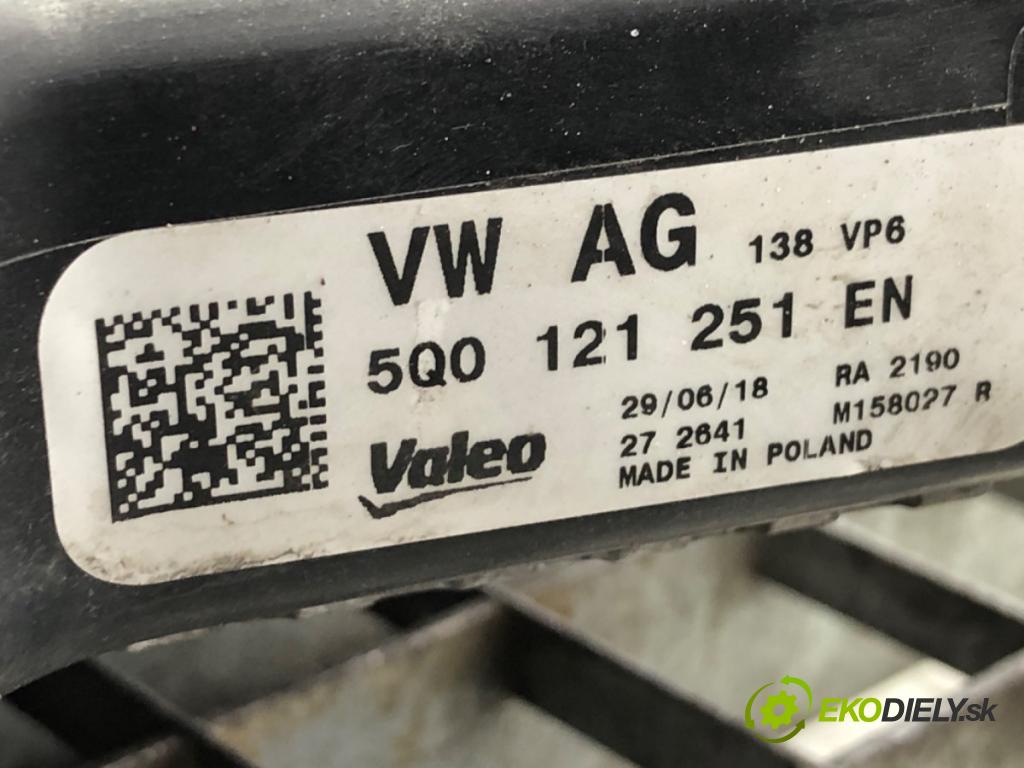 VW AG 138 VP6
5Q0 121 251 EN
29/06/18 RA 2190
27 2641 M158027 R
Valeo
MADE IN POLAND
EKODIELY.sk